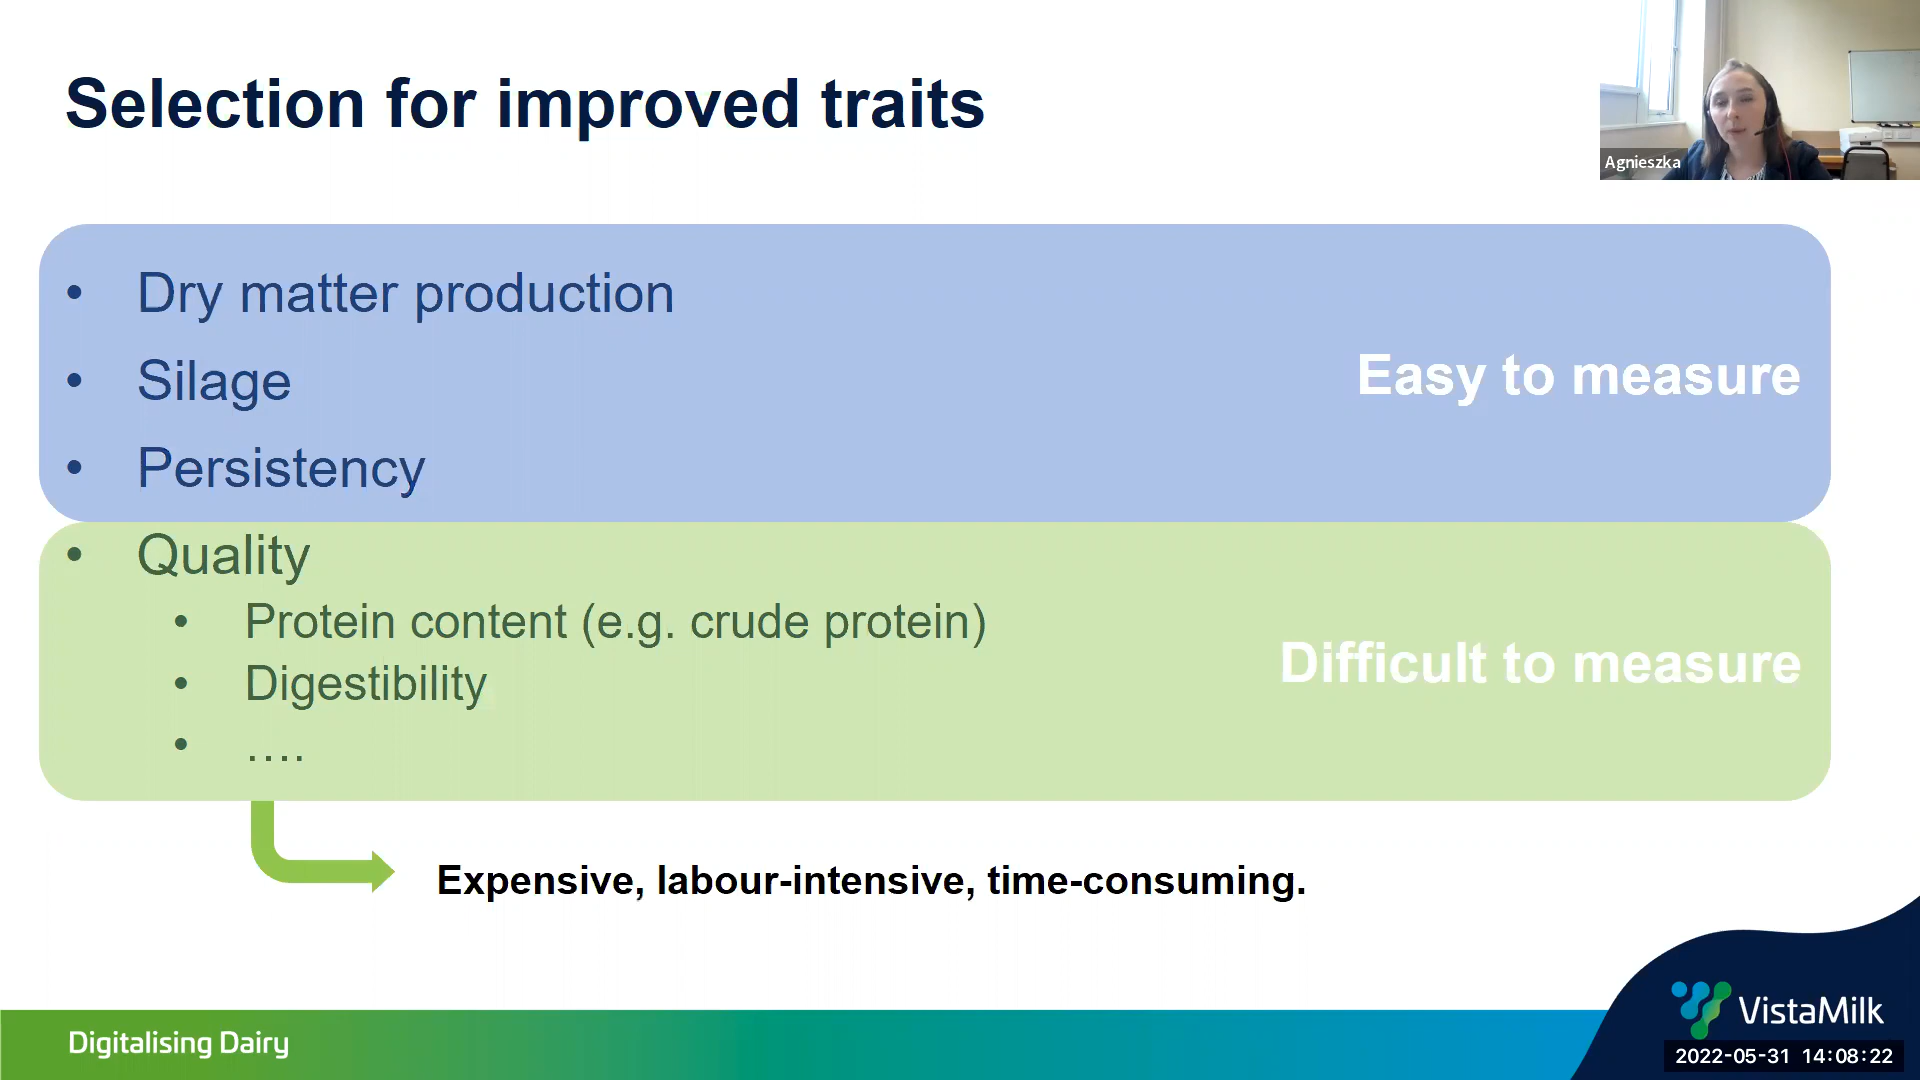 Selection for improved traits
Agnieszka
• Dry matter production
• Silage
• Persistency
Easy to measure
• Quality
• Protein content (e.g. crude protein)
• Digestibility
• ....
Difficult to measure
Expensive, labour-intensive, time-consuming.
Digitalising Dairy
VistaMilk
2022-05-31 14:08:22